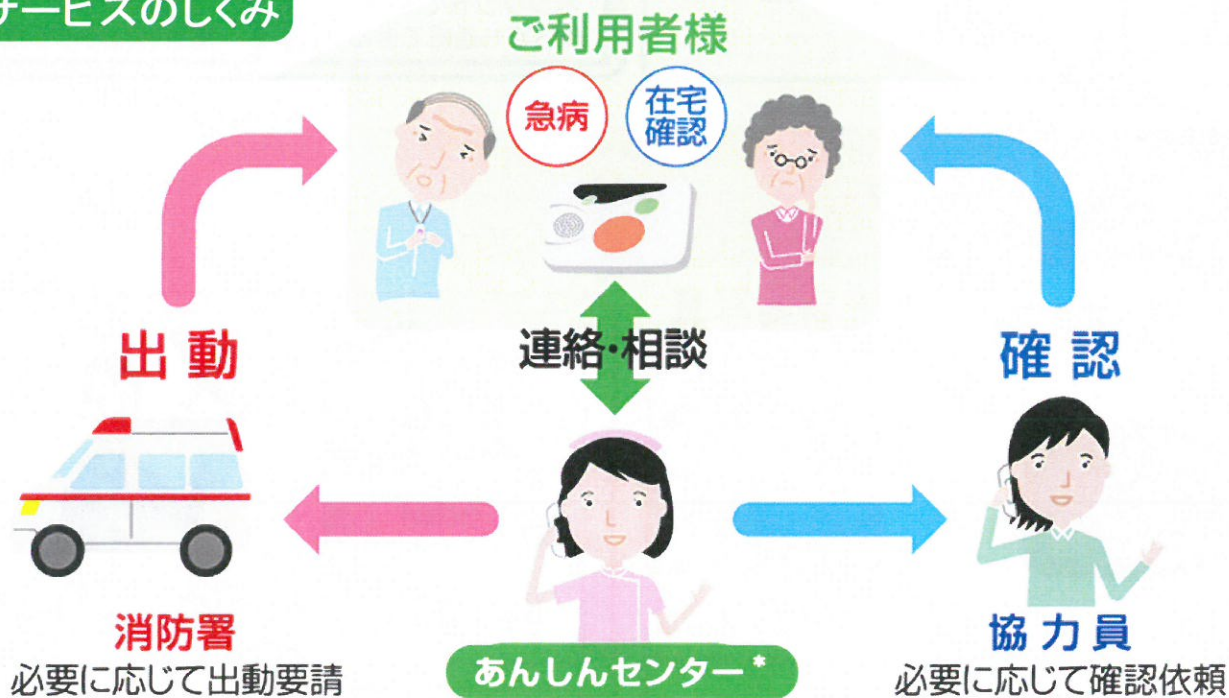 サービスのしくみ
ご利用者様
急病
在宅
確認
連絡・相談
出動
確認
消防署
必要に応じて出動要請
あんしんセンター*
協力員
必要に応じて確認依頼